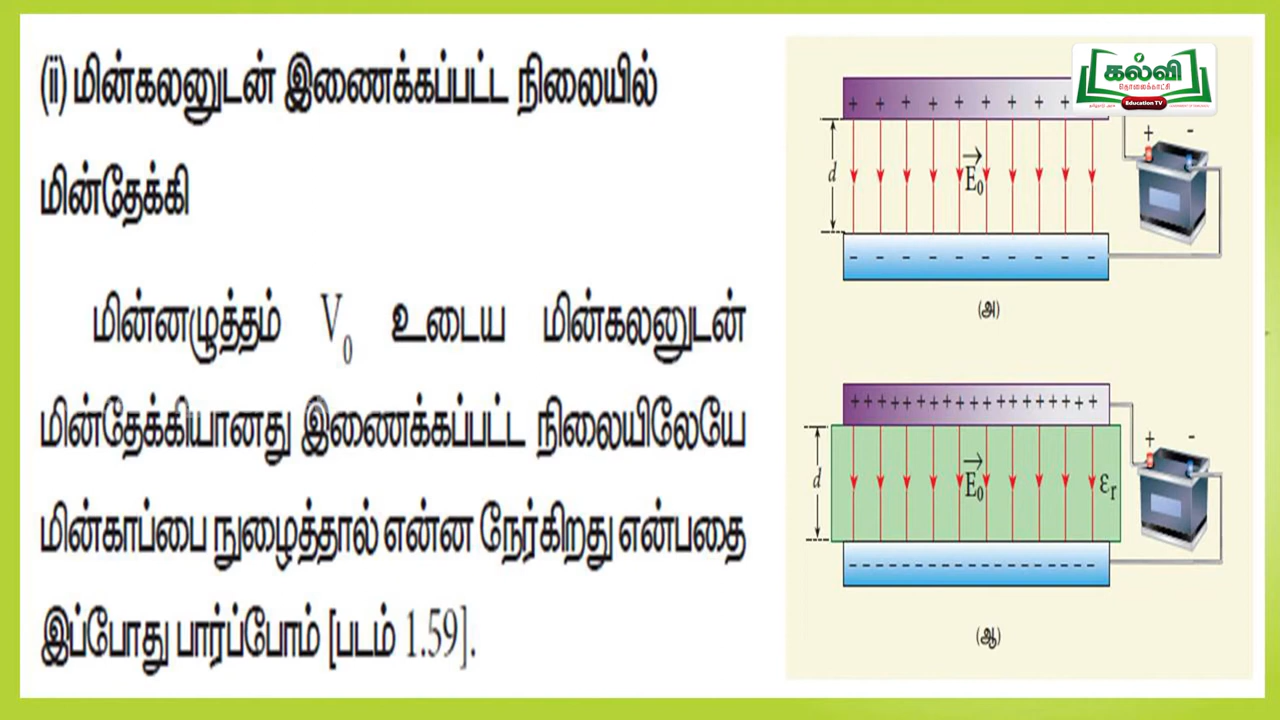 (ii) மின்கலனுடன் இணைக்கப்பட்ட நிலையில்
மின்தேக்கி
மின்னழுத்தம் V₀ உடைய மின்கலனுடன்
மின்தேக்கியானது இணைக்கப்பட்ட நிலையிலேயே
மின்காப்பை நுழைத்தால் என்ன நேர்கிறது என்பதை
இப்போது பார்ப்போம் [படம் 1.59].
கல்வி
தொலைக்காட்சி
Education TV
+ + + + + + + + +
+ -
d
E₀
- - - - - - - - - -
(அ)
+++++++++++++++++++
+ -
d
E₀
εr
- - - - - - - - - - - - - - - - - - -
(ஆ)